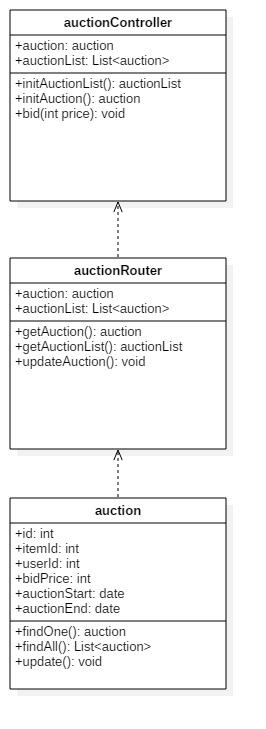 auctionController
+auction: auction
+auctionList: List<auction>
+initAuctionList(): auctionList
+initAuction(): auction
+bid(int price): void
auctionRouter
+auction: auction
+auctionList: List<auction>
+getAuction(): auction
+getAuctionList(): auctionList
+updateAuction(): void
auction
+id: int
+itemId: int
+userId: int
+bidPrice: int
+auctionStart: date
+auctionEnd: date
+findOne(): auction
+findAll(): List<auction>
+update(): void